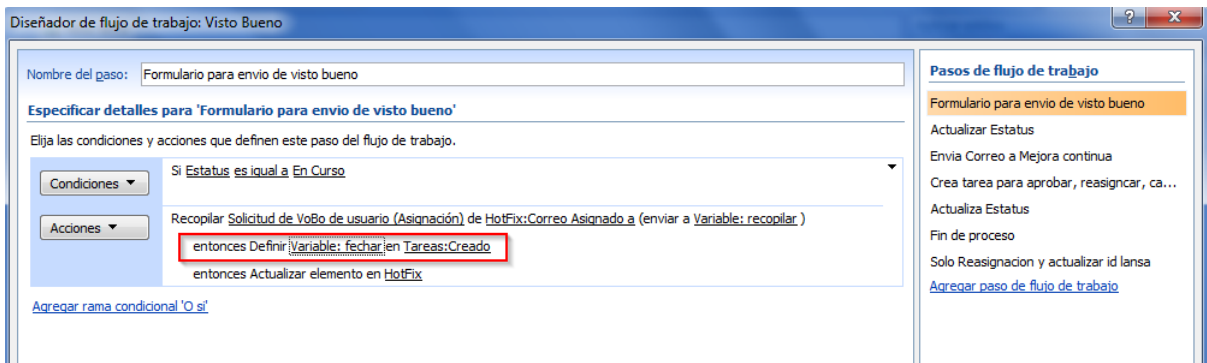 Diseñador de flujo de trabajo: Visto Bueno
Nombre del paso: Formulario para envio de visto bueno
Especificar detalles para 'Formulario para envio de visto bueno'
Elija las condiciones y acciones que definen este paso del flujo de trabajo.
Condiciones
Si Estatus es igual a En Curso
Acciones
Recopilar Solicitud de VoBo de usuario (Asignación) de HotFix:Correo Asignado a (enviar a Variable: recopilar )
entonces Definir Variable: fechar en Tareas:Creado
entonces Actualizar elemento en HotFix
Agregar rama condicional 'O si'
Pasos de flujo de trabajo
Formulario para envio de visto bueno
Actualizar Estatus
Envia Correo a Mejora continua
Crea tarea para aprobar, reasigncar, ca...
Actualiza Estatus
Fin de proceso
Solo Reasignacion y actualizar id lansa
Agregar paso de flujo de trabajo